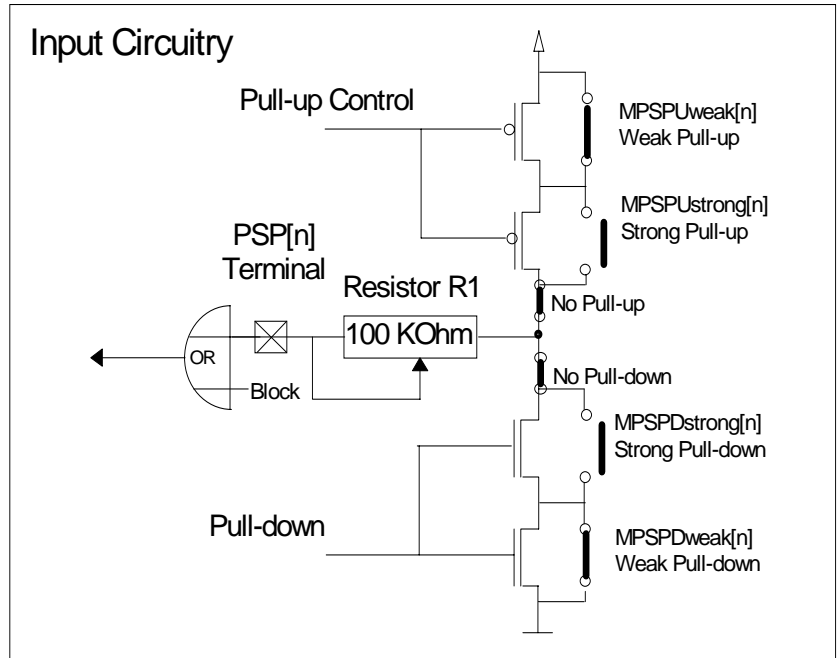 Input Circuitry
Pull-up Control
MPSPUweak[n]
Weak Pull-up
MPSPUstrong[n]
Strong Pull-up
PSP[n]
Terminal
Resistor R1
No Pull-up
100 KOhm
OR
Block
No Pull-down
MPSPDstrong[n]
Strong Pull-down
Pull-down
MPSPDweak[n]
Weak Pull-down